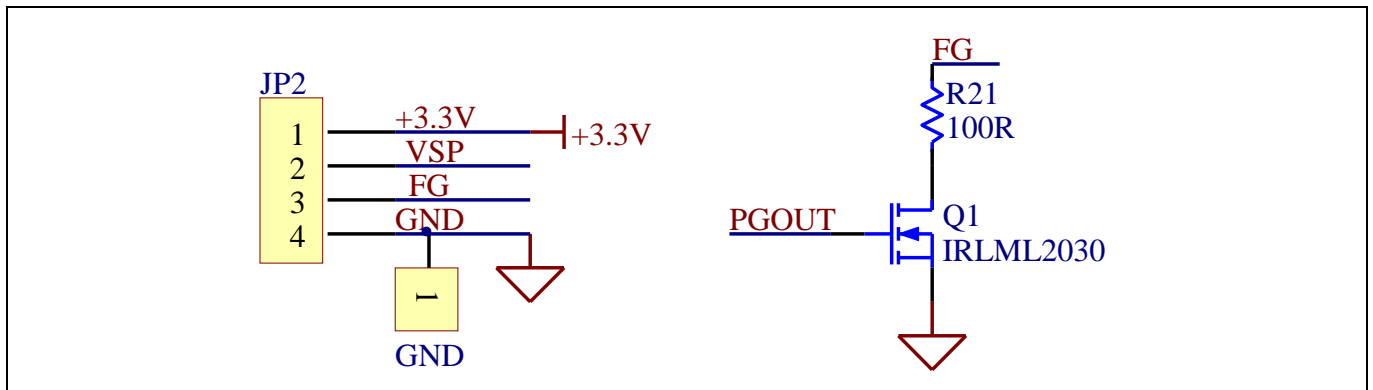 JP2
1
+3.3V
+3.3V
2
VSP
3
FG
4
GND
1
GND
FG
R21
100R
PGOUT
Q1
IRLML2030